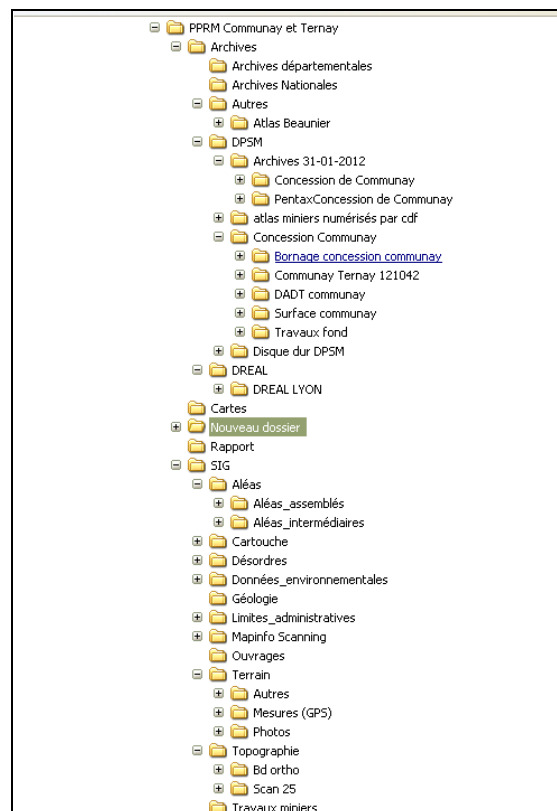 PPRM Communay et Ternay
Archives
Archives départementales
Archives Nationales
Autres
Atlas Beaunier
DPSM
Archives 31-01-2012
Concession de Communay
PentaxConcession de Communay
atlas miniers numérisés par cdf
Concession Communay
Bornage concession communay
Communay Ternay 121042
DADT communay
Surface communay
Travaux fond
Disque dur DPSM
DREAL
DREAL LYON
Cartes
Nouveau dossier
Rapport
SIG
Aléas
Aléas_assemblés
Aléas_intermédiaires
Cartouche
Désordres
Données_environnementales
Géologie
Limites_administratives
Mapinfo Scanning
Ouvrages
Terrain
Autres
Mesures (GPS)
Photos
Topographie
Bd ortho
Scan 25
Travaux miniers